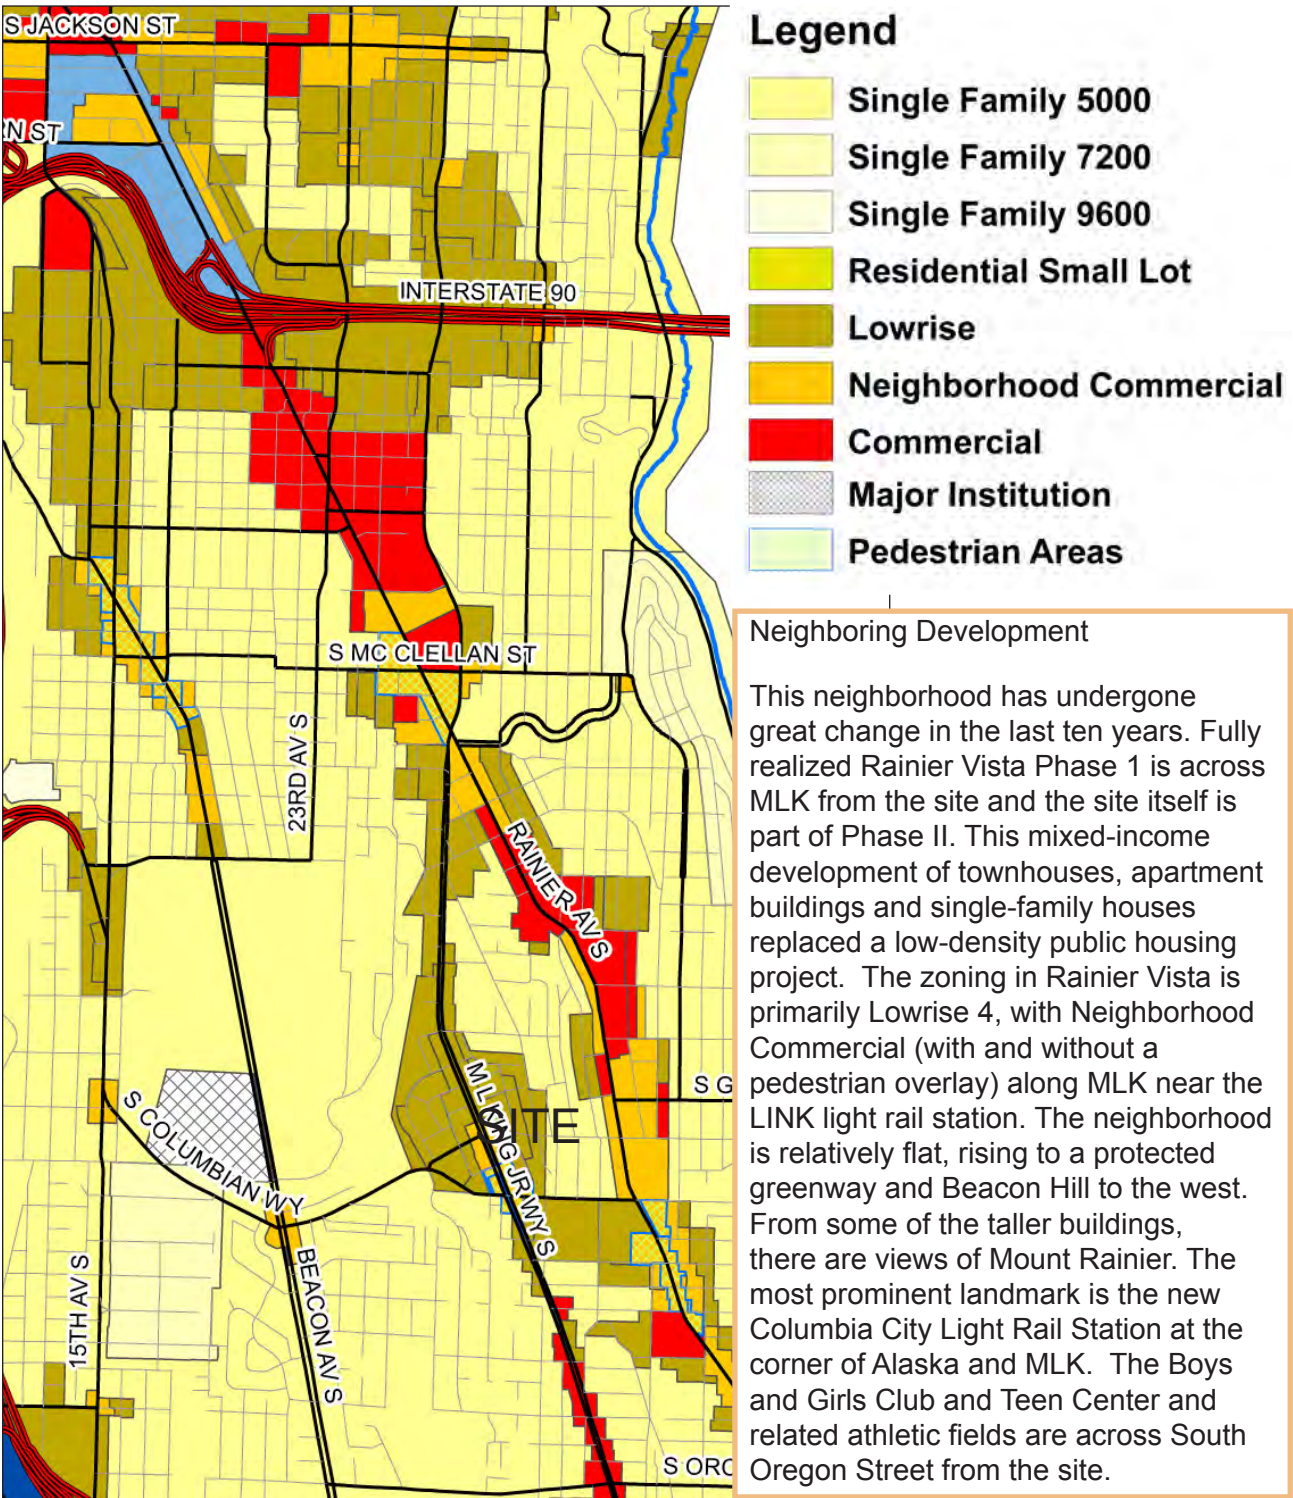 S JACKSON ST
N ST
INTERSTATE 90
S MC CLELLAN ST
23RD AV S
RAINIER AV S
S G
M L KING JR WY S
SITE
S COLUMBIAN WY
BEACON AV S
15TH AV S
S ORC
Legend
Single Family 5000
Single Family 7200
Single Family 9600
Residential Small Lot
Lowrise
Neighborhood Commercial
Commercial
Major Institution
Pedestrian Areas
Neighboring Development
This neighborhood has undergone
great change in the last ten years. Fully
realized Rainier Vista Phase 1 is across
MLK from the site and the site itself is
part of Phase II. This mixed-income
development of townhouses, apartment
buildings and single-family houses
replaced a low-density public housing
project.  The zoning in Rainier Vista is
primarily Lowrise 4, with Neighborhood
Commercial (with and without a
pedestrian overlay) along MLK near the
LINK light rail station. The neighborhood
is relatively flat, rising to a protected
greenway and Beacon Hill to the west.
From some of the taller buildings,
there are views of Mount Rainier. The
most prominent landmark is the new
Columbia City Light Rail Station at the
corner of Alaska and MLK.  The Boys
and Girls Club and Teen Center and
related athletic fields are across South
Oregon Street from the site.